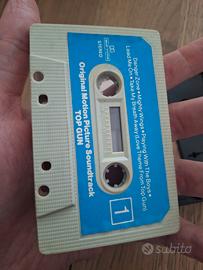 Danger Zone • Mighty Wings • Playing With The Boys •
Lead Me On • Take My Breath Away (Love Theme From Top Gun)
STEREO
1
Original Motion Picture Soundtrack
TOP GUN
subito